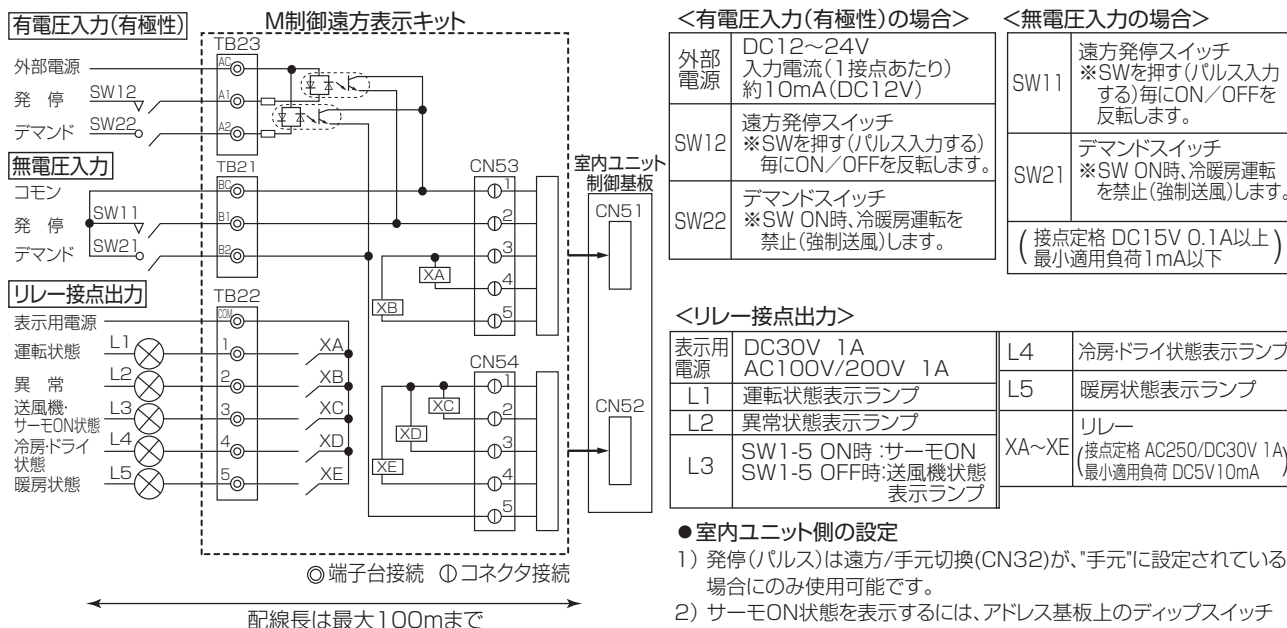 有電圧入力(有極性)
M制御遠方表示キット
TB23
外部電源
AC
発 停
SW12
A1
デマンド
SW22
A2
無電圧入力
TB21
CN53
室内ユニット
制御基板
コモン
BC
1
発 停
SW11
B1
2
CN51
デマンド
SW21
B2
3
XA
4
XB
5
リレー接点出力
TB22
表示用電源
COM
運転状態
L1
1
XA
CN54
異 常
L2
2
XB
1
送風機・
サーモON状態
L3
3
XC
XC
2
CN52
冷房・ドライ
状態
L4
4
XD
XD
3
暖房状態
L5
5
XE
XE
4
5
◎端子台接続 ⏀コネクタ接続
配線長は最大100mまで
<有電圧入力(有極性)の場合>
外部
電源
DC12~24V
入力電流(1接点あたり)
約10mA(DC12V)
SW12
遠方発停スイッチ
※SWを押す(パルス入力する)
毎にON/OFFを反転します。
SW22
デマンドスイッチ
※SW ON時、冷暖房運転を
禁止(強制送風)します。
<無電圧入力の場合>
SW11
遠方発停スイッチ
※SWを押す(パルス入力
する)毎にON/OFFを
反転します。
SW21
デマンドスイッチ
※SW ON時、冷暖房運転
を禁止(強制送風)します。
(接点定格 DC15V 0.1A以上
最小適用負荷1mA以下)
<リレー接点出力>
表示用
電源
DC30V 1A
AC100V/200V 1A
L1
運転状態表示ランプ
L2
異常状態表示ランプ
L3
SW1-5 ON時:サーモON
SW1-5 OFF時:送風機状態
表示ランプ
L4
冷房・ドライ状態表示ランプ
L5
暖房状態表示ランプ
XA~XE
リレー
(接点定格 AC250/DC30V 1A
最小適用負荷 DC5V10mA)
●室内ユニット側の設定
1) 発停(パルス)は遠方/手元切換(CN32)が、"手元"に設定されている
場合にのみ使用可能です。
2) サーモON状態を表示するには、アドレス基板上のディップスイッチ